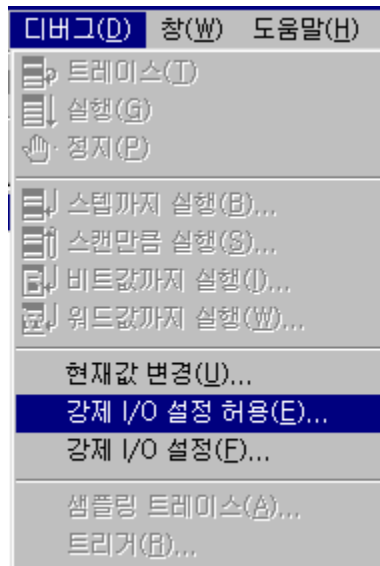 디버그(D) 창(W) 도움말(H)
트레이스(T)
실행(G)
정지(P)
스텝까지 실행(B)...
스캔만큼 실행(S)...
비트값까지 실행(I)...
워드값까지 실행(W)...
현재값 변경(U)...
강제 I/O 설정 허용(E)...
강제 I/O 설정(F)...
샘플링 트레이스(A)...
트리거(R)...